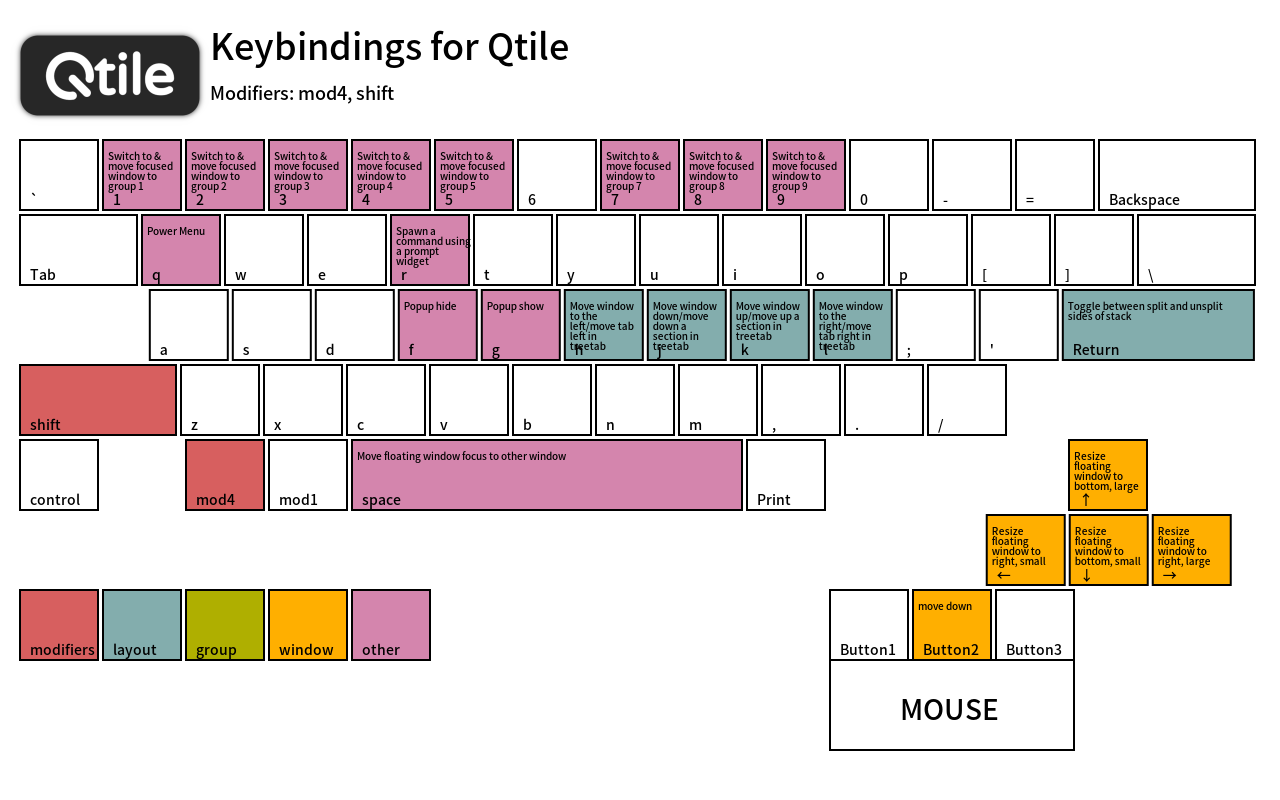 Qtile
Keybindings for Qtile
Modifiers: mod4, shift
`
Switch to &
move focused
window to
group 1
1
Switch to &
move focused
window to
group 2
2
Switch to &
move focused
window to
group 3
3
Switch to &
move focused
window to
group 4
4
Switch to &
move focused
window to
group 5
5
6
Switch to &
move focused
window to
group 7
7
Switch to &
move focused
window to
group 8
8
Switch to &
move focused
window to
group 9
9
0
-
=
Backspace
Tab
Power Menu
q
w
e
Spawn a
command using
a prompt
widget
r
t
y
u
i
o
p
[
]
\
a
s
d
Popup hide
f
Popup show
g
Move window
to the
left/move tab
left in
treetab
h
Move window
down/move
down a
section in
treetab
j
Move window
up/move up a
section in
treetab
k
Move window
to the
right/move
tab right in
treetab
l
;
'
Toggle between split and unsplit
sides of stack
Return
shift
z
x
c
v
b
n
m
,
.
/
control
mod4
mod1
Move floating window focus to other window
space
Print
Resize
floating
window to
bottom, large
↑
Resize
floating
window to
right, small
←
Resize
floating
window to
bottom, small
↓
Resize
floating
window to
right, large
→
modifiers
layout
group
window
other
Button1
move down
Button2
Button3
MOUSE